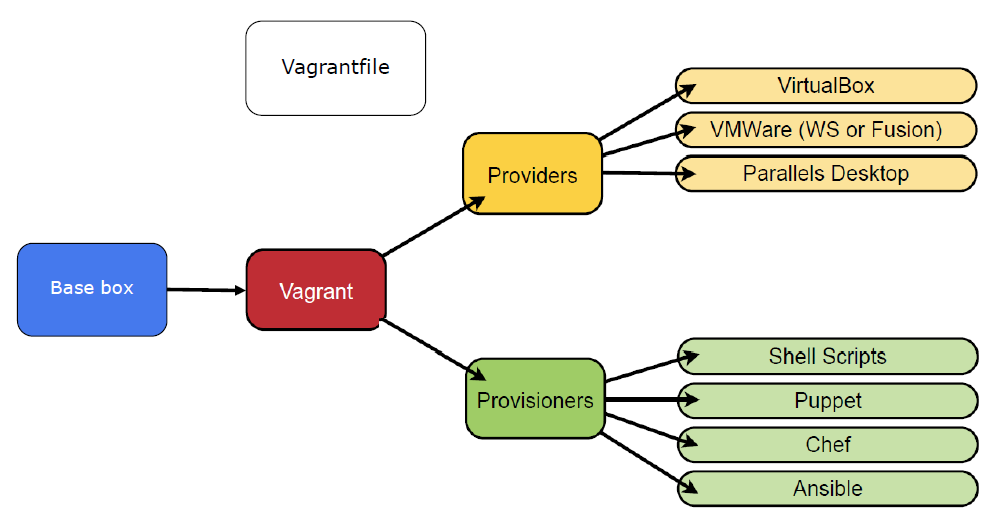 Vagrantfile
VirtualBox
VMWare (WS or Fusion)
Providers
Parallels Desktop
Base box
Vagrant
Shell Scripts
Provisioners
Puppet
Chef
Ansible